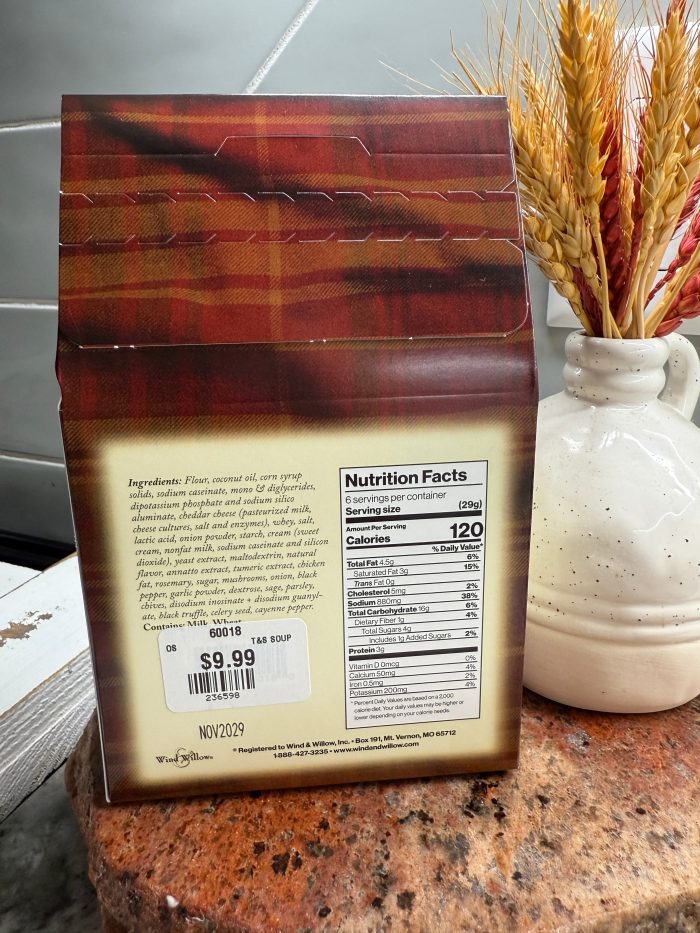 Ingredients: Flour, coconut oil, corn syrup
solids, sodium caseinate, mono & diglycerides,
dipotassium phosphate and sodium silico
aluminate, cheddar cheese (pasteurized milk,
cheese cultures, salt and enzymes), whey, salt,
lactic acid, onion powder, starch, cream (sweet
cream, nonfat milk, sodium caseinate and silicon
dioxide), yeast extract, maltodextrin, natural
flavor, annatto extract, tumeric extract, chicken
fat, rosemary, sugar, mushrooms, onion, black
pepper, garlic powder, dextrose, sage, parsley,
chives, disodium inosinate + disodium guanyl-
ate, black truffle, celery seed, cayenne pepper.
Contains: Milk, Wheat
60018
OS T&S SOUP
$9.99
236598
NOV2029
Wind & Willow®
Nutrition Facts
6 servings per container
Serving size (29g)
Amount Per Serving
Calories 120
% Daily Value*
Total Fat 4.5g 6%
Saturated Fat 3g 15%
Trans Fat 0g
Cholesterol 5mg 2%
Sodium 880mg 38%
Total Carbohydrate 16g 6%
Dietary Fiber 1g 4%
Total Sugars 4g
Includes 1g Added Sugars 2%
Protein 3g
Vitamin D 0mcg 0%
Calcium 50mg 4%
Iron 0.5mg 2%
Potassium 200mg 4%
* Percent Daily Values are based on a 2,000
calorie diet. Your daily values may be higher or
lower depending on your calorie needs.
® Registered to Wind & Willow, Inc. • Box 191, Mt. Vernon, MO 65712
1-888-427-3235 • www.windandwillow.com